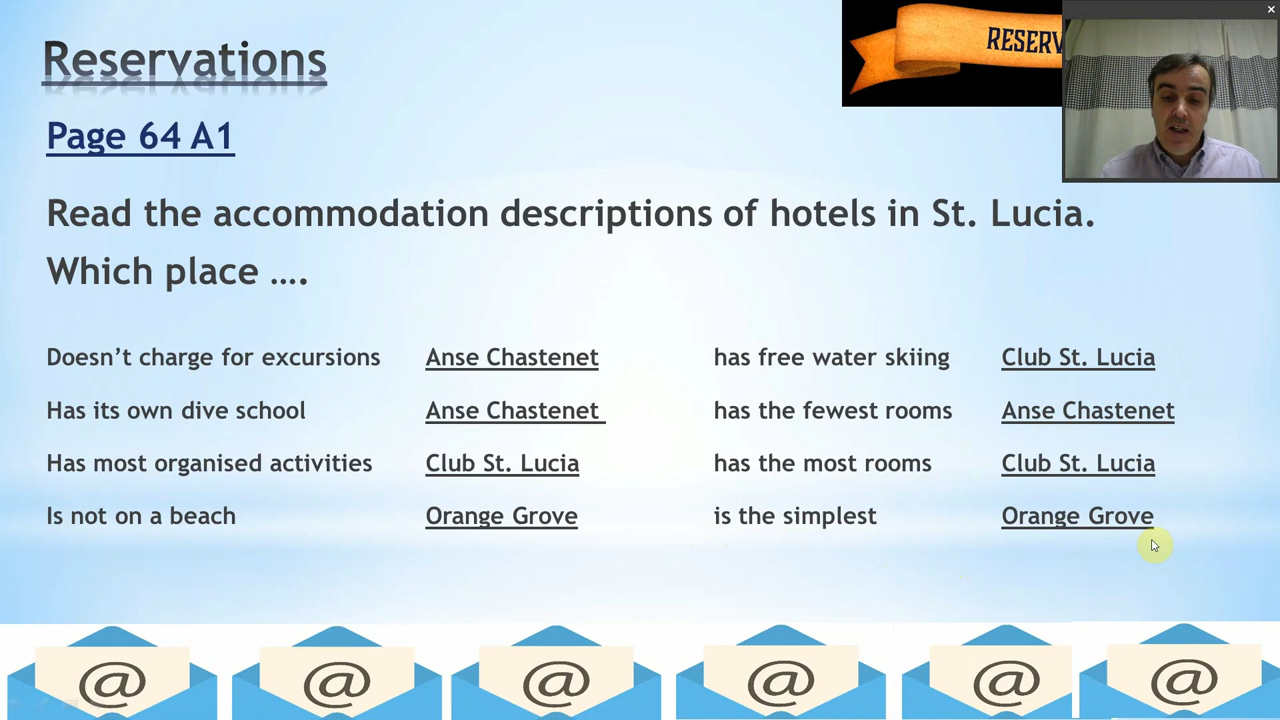 Reservations
RESERV
Page 64 A1
Read the accommodation descriptions of hotels in St. Lucia.
Which place ....
Doesn’t charge for excursions Anse Chastenet has free water skiing Club St. Lucia
Has its own dive school Anse Chastenet has the fewest rooms Anse Chastenet
Has most organised activities Club St. Lucia has the most rooms Club St. Lucia
Is not on a beach Orange Grove is the simplest Orange Grove
@ @ @ @ @ @